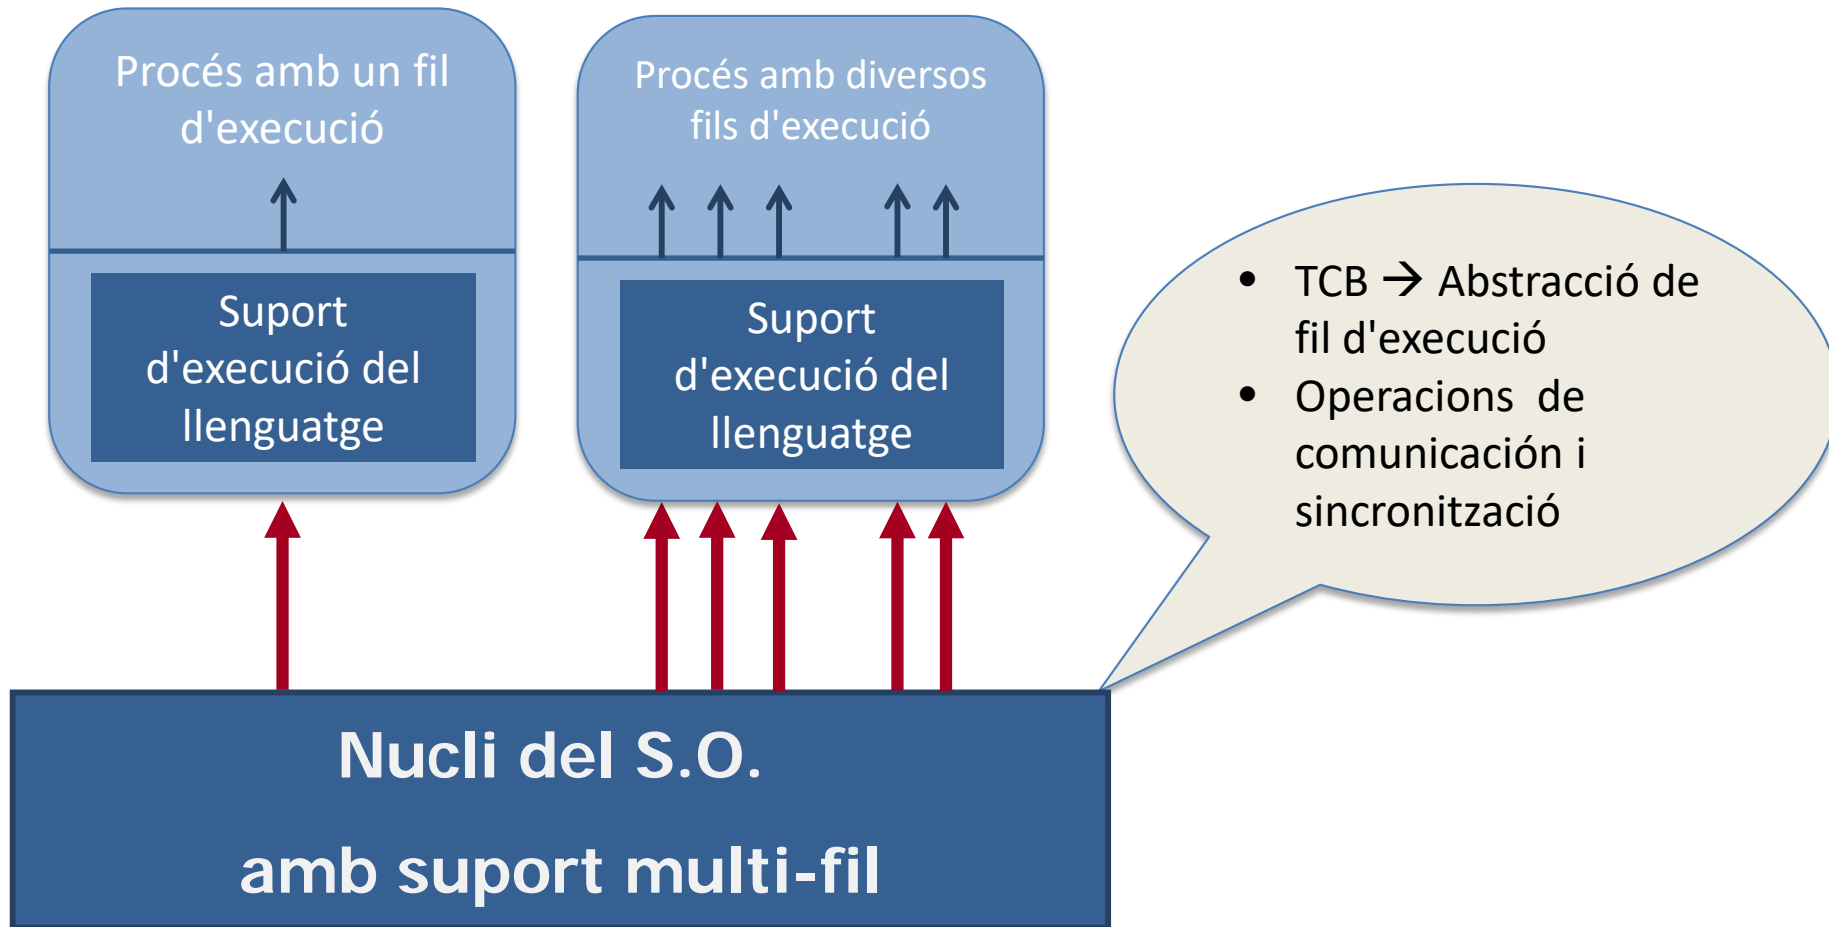 Procés amb un fil
d'execució
Procés amb diversos
fils d'execució
Suport
d'execució del
llenguatge
Suport
d'execució del
llenguatge
• TCB → Abstracció de
fil d'execució
• Operacions de
comunicación i
sincronització
Nucli del S.O.
amb suport multi-fil